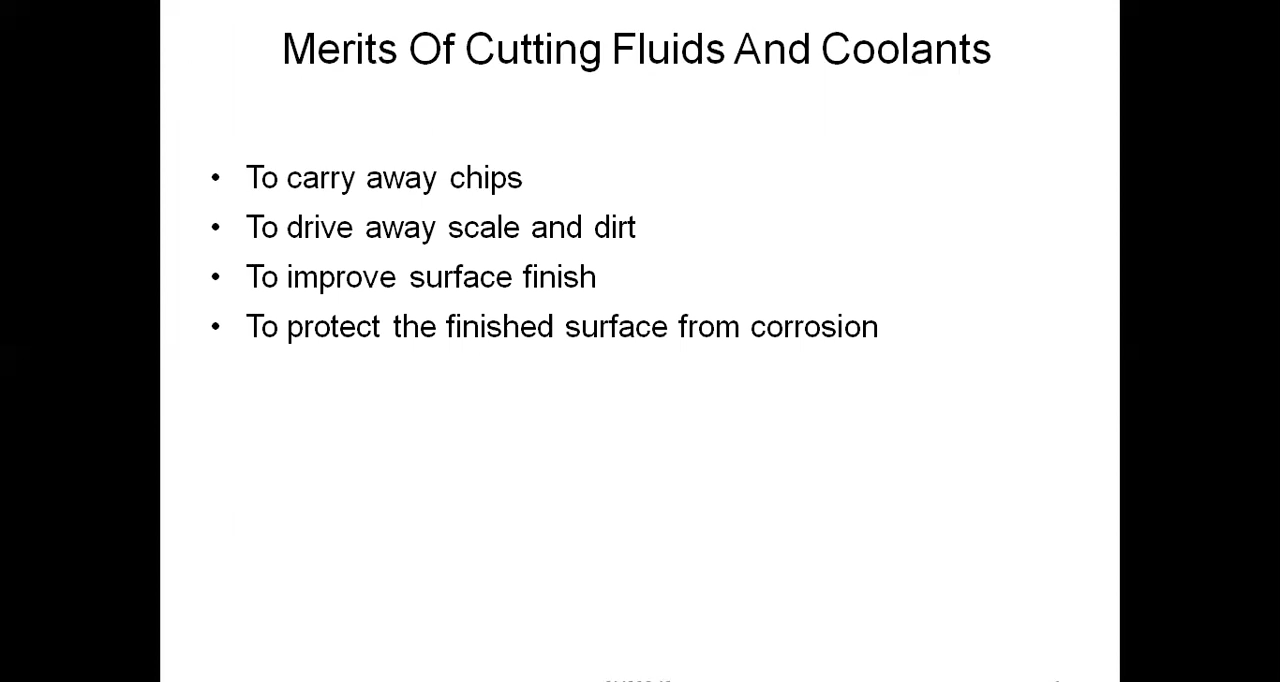 Merits Of Cutting Fluids And Coolants
• To carry away chips
• To drive away scale and dirt
• To improve surface finish
• To protect the finished surface from corrosion